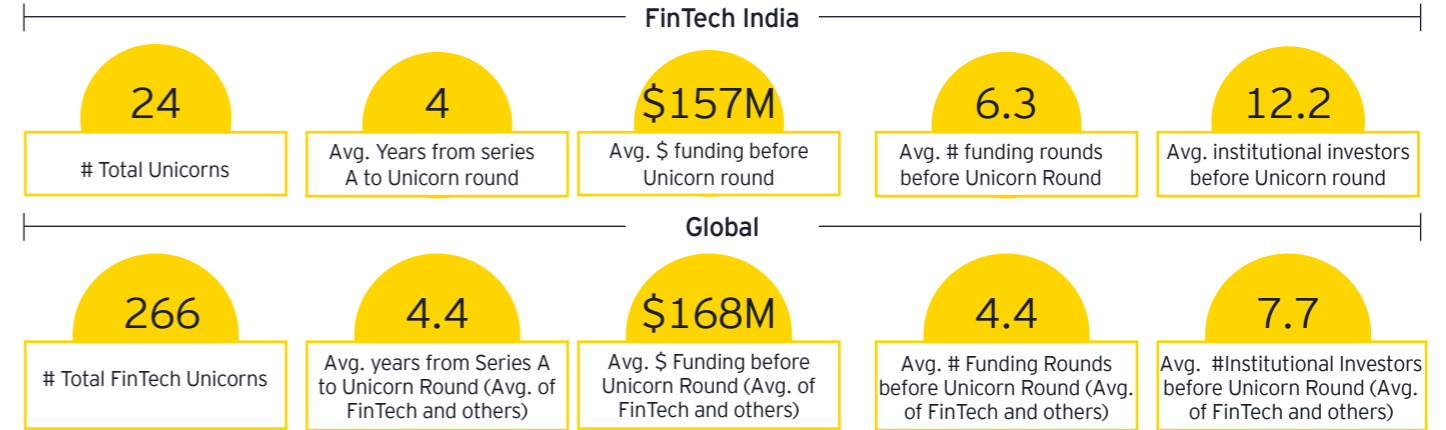 FinTech India
24
# Total Unicorns
4
Avg. Years from series
A to Unicorn round
$157M
Avg. $ funding before
Unicorn round
6.3
Avg. # funding rounds
before Unicorn Round
12.2
Avg. institutional investors
before Unicorn round
Global
266
# Total FinTech Unicorns
4.4
Avg. years from Series A
to Unicorn Round (Avg. of
FinTech and others)
$168M
Avg. $ Funding before
Unicorn Round (Avg. of
FinTech and others)
4.4
Avg. # Funding Rounds
before Unicorn Round (Avg.
of FinTech and others)
7.7
Avg. #Institutional Investors
before Unicorn Round (Avg.
of FinTech and others)